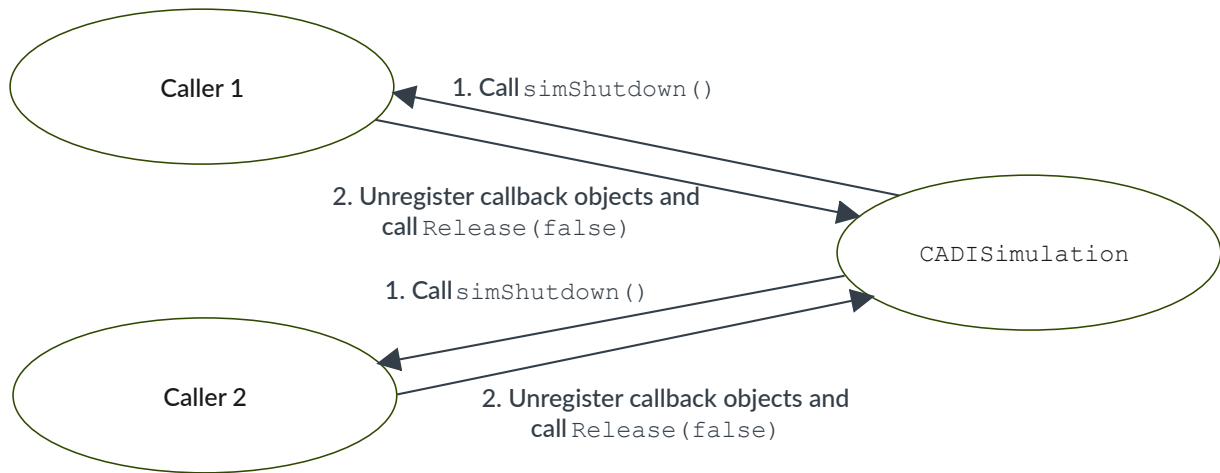 Caller 1
1. Call simShutdown()
2. Unregister callback objects and
call Release(false)
CADISimulation
1. Call simShutdown()
Caller 2
2. Unregister callback objects and
call Release(false)